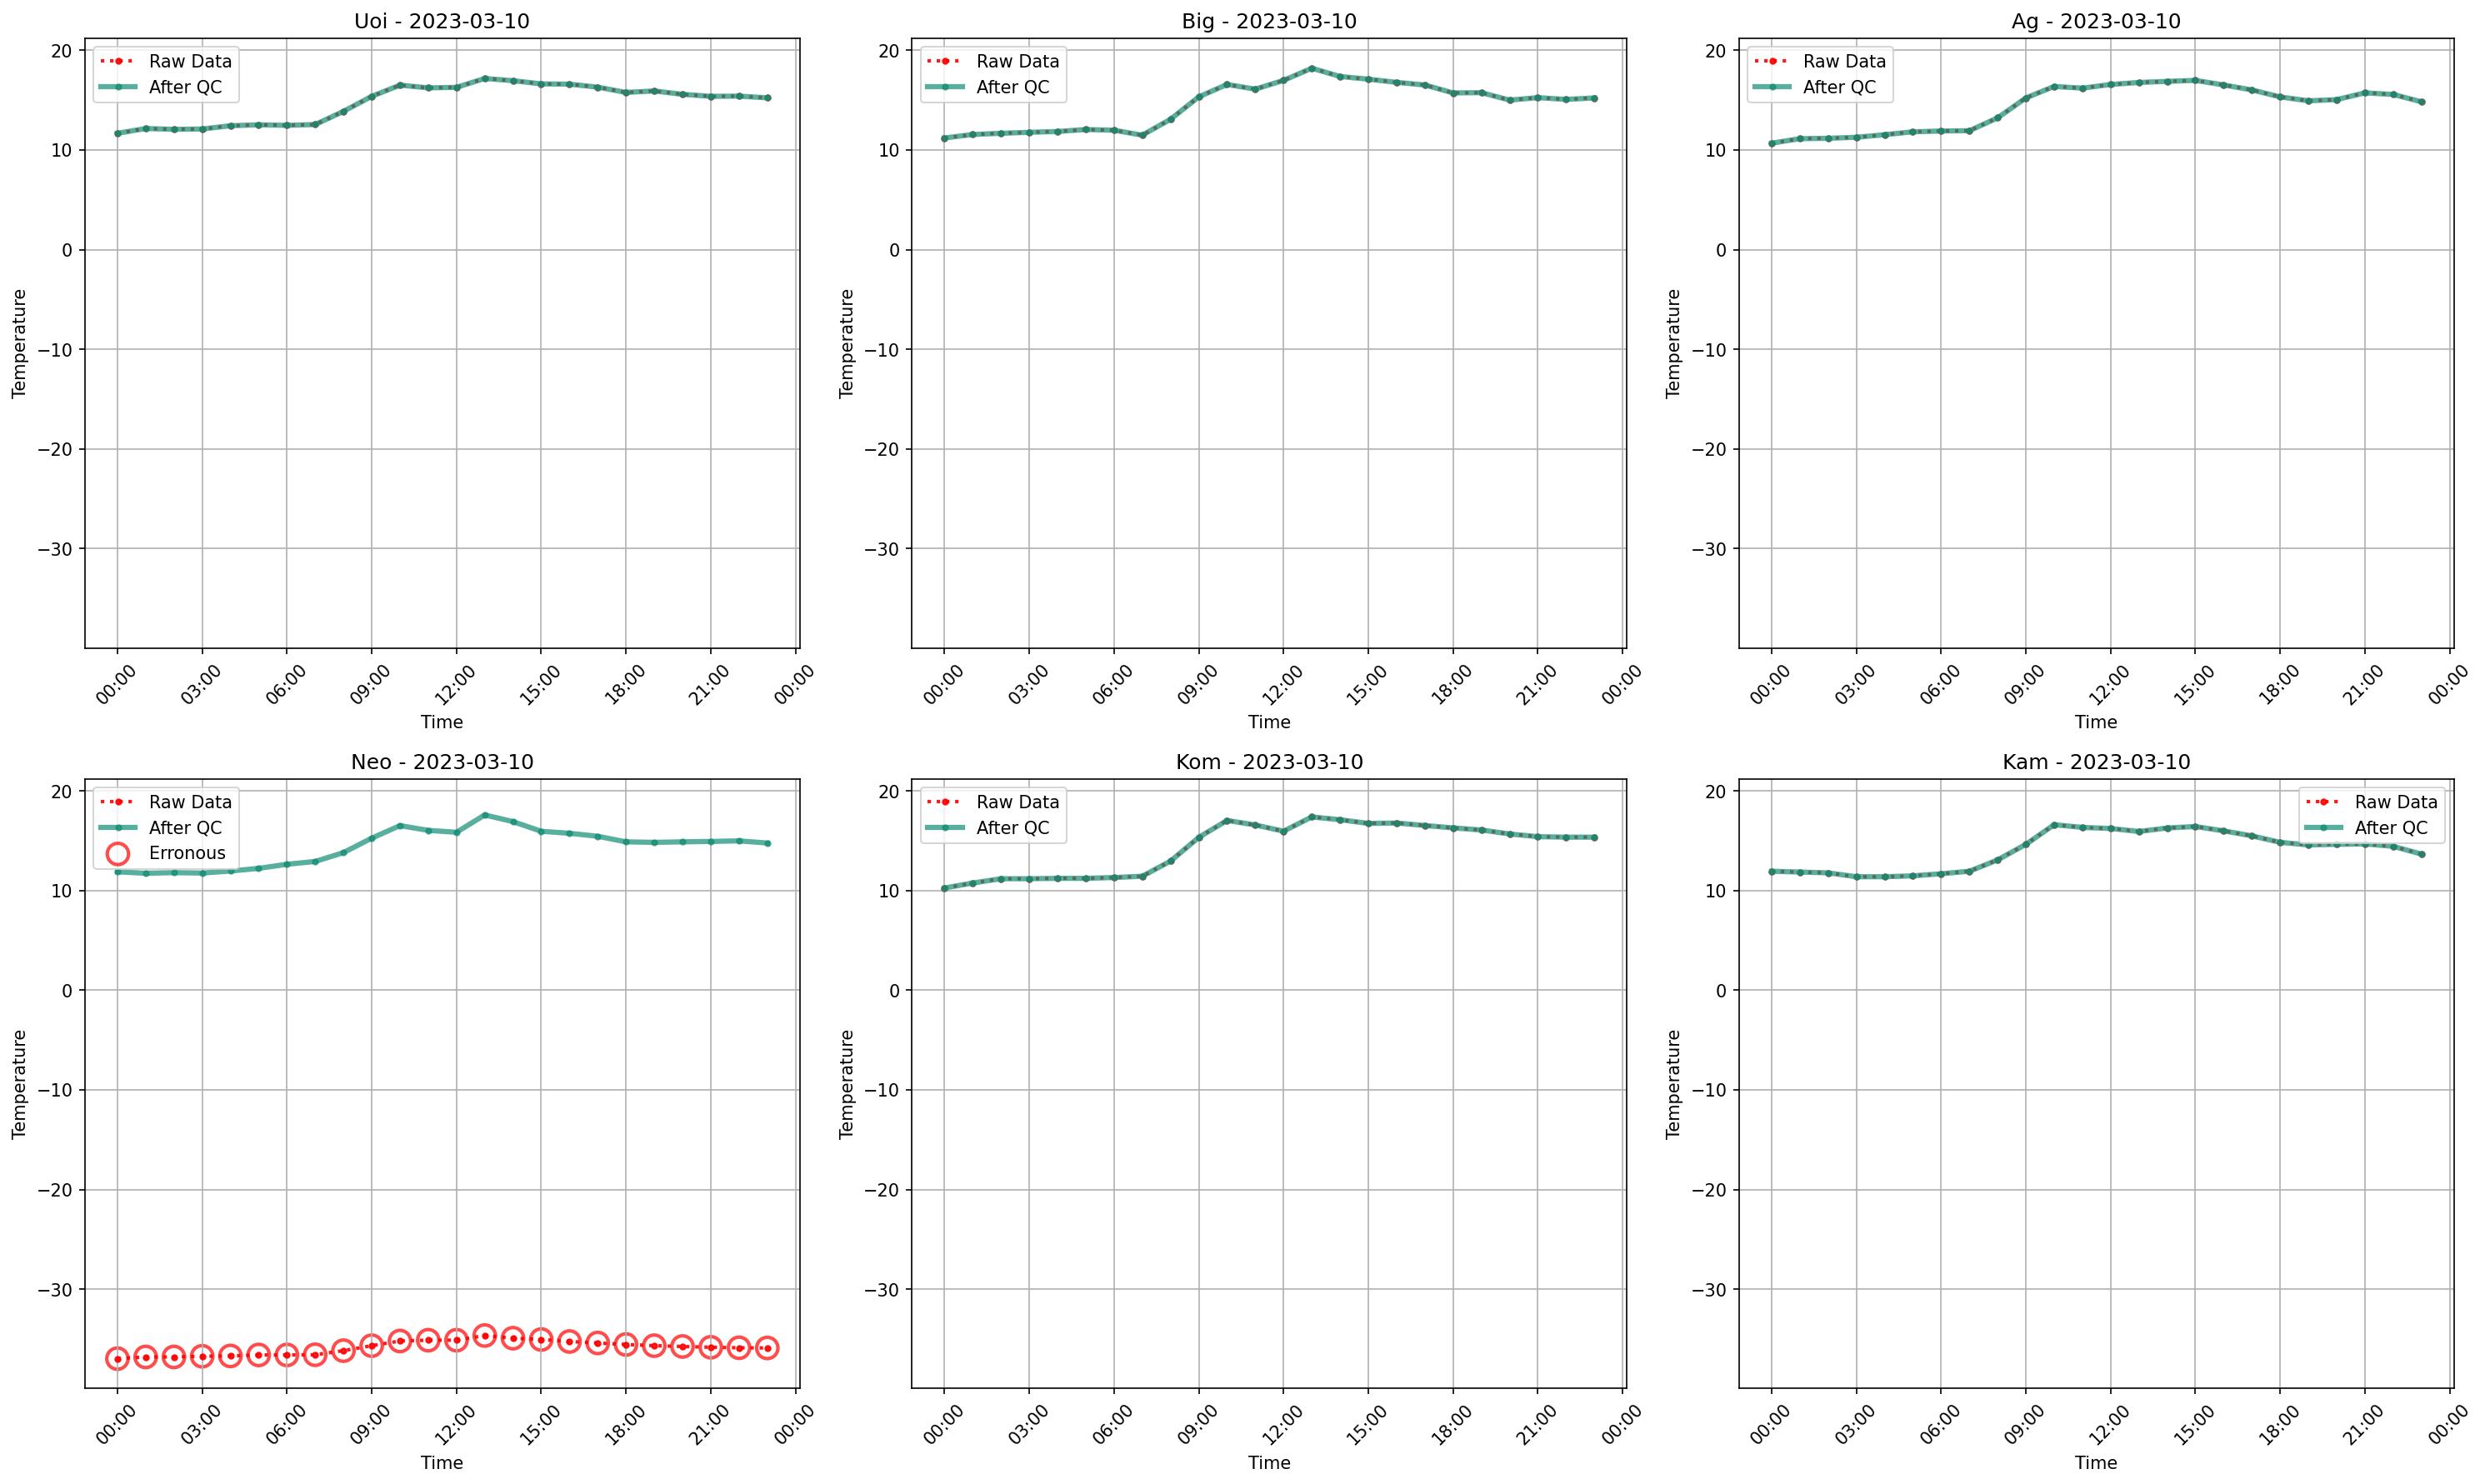 Uoi - 2023-03-10
Raw Data
After QC
20
10
0
−10
−20
−30
Temperature
00:00
03:00
06:00
09:00
12:00
15:00
18:00
21:00
00:00
Time
Big - 2023-03-10
Raw Data
After QC
20
10
0
−10
−20
−30
Temperature
00:00
03:00
06:00
09:00
12:00
15:00
18:00
21:00
00:00
Time
Ag - 2023-03-10
Raw Data
After QC
20
10
0
−10
−20
−30
Temperature
00:00
03:00
06:00
09:00
12:00
15:00
18:00
21:00
00:00
Time
Neo - 2023-03-10
Raw Data
After QC
Erronous
20
10
0
−10
−20
−30
Temperature
00:00
03:00
06:00
09:00
12:00
15:00
18:00
21:00
00:00
Time
Kom - 2023-03-10
Raw Data
After QC
20
10
0
−10
−20
−30
Temperature
00:00
03:00
06:00
09:00
12:00
15:00
18:00
21:00
00:00
Time
Kam - 2023-03-10
Raw Data
After QC
20
10
0
−10
−20
−30
Temperature
00:00
03:00
06:00
09:00
12:00
15:00
18:00
21:00
00:00
Time